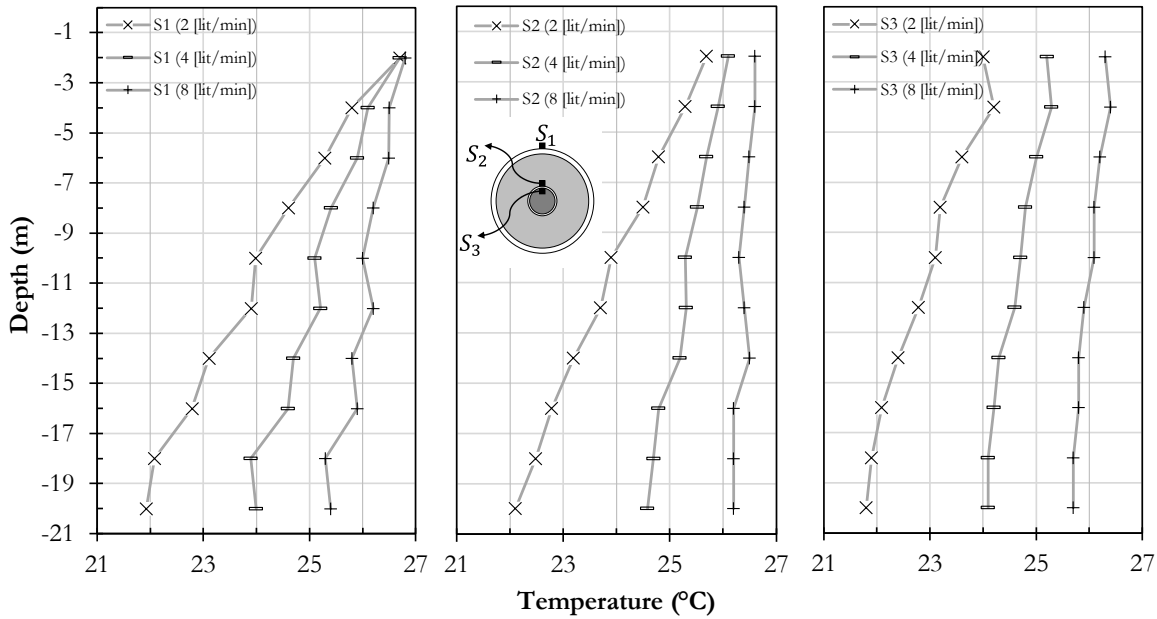 S1 (2 [lit/min])
S1 (4 [lit/min])
S1 (8 [lit/min])
S2 (2 [lit/min])
S2 (4 [lit/min])
S2 (8 [lit/min])
S3 (2 [lit/min])
S3 (4 [lit/min])
S3 (8 [lit/min])
S1
S2
S3
Depth (m)
-1
-3
-5
-7
-9
-11
-13
-15
-17
-19
-21
21 23 25 27
21 23 25 27
21 23 25 27
Temperature (°C)